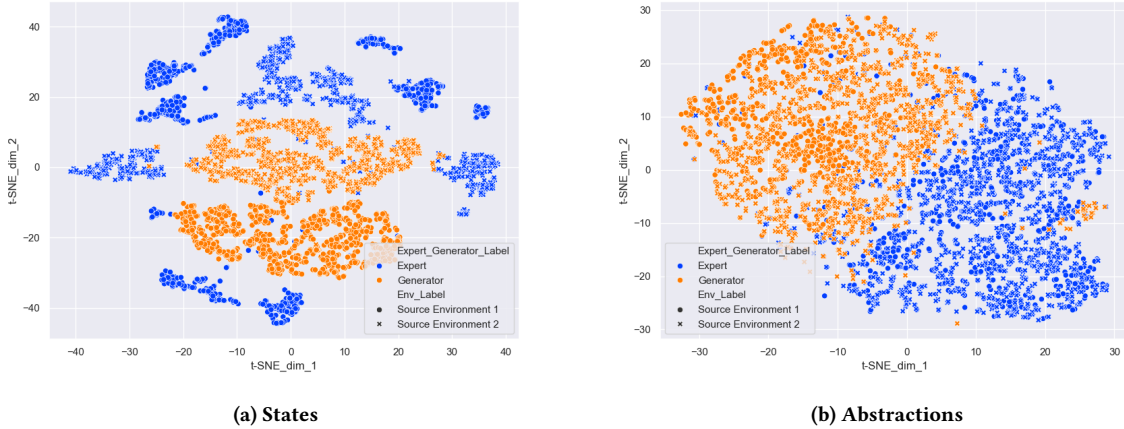 40
20
0
−20
−40
t-SNE_dim_2
−40 −30 −20 −10 0 10 20 30 40
t-SNE_dim_1
Expert_Generator_Label
Expert
Generator
Env_Label
Source Environment 1
Source Environment 2
(a) States
30
20
10
0
−10
−20
−30
t-SNE_dim_2
−30 −20 −10 0 10 20 30
t-SNE_dim_1
Expert_Generator_Label
Expert
Generator
Env_Label
Source Environment 1
Source Environment 2
(b) Abstractions